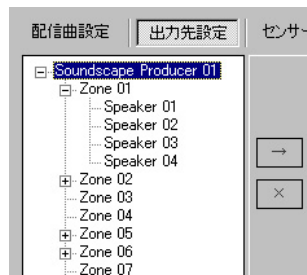 配信曲設定 出力先設定 センサー
Soundscape Producer 01
Zone 01
Speaker 01
Speaker 02
Speaker 03
Speaker 04
→
Zone 02
×
Zone 03
Zone 04
Zone 05
Zone 06
Zone 07